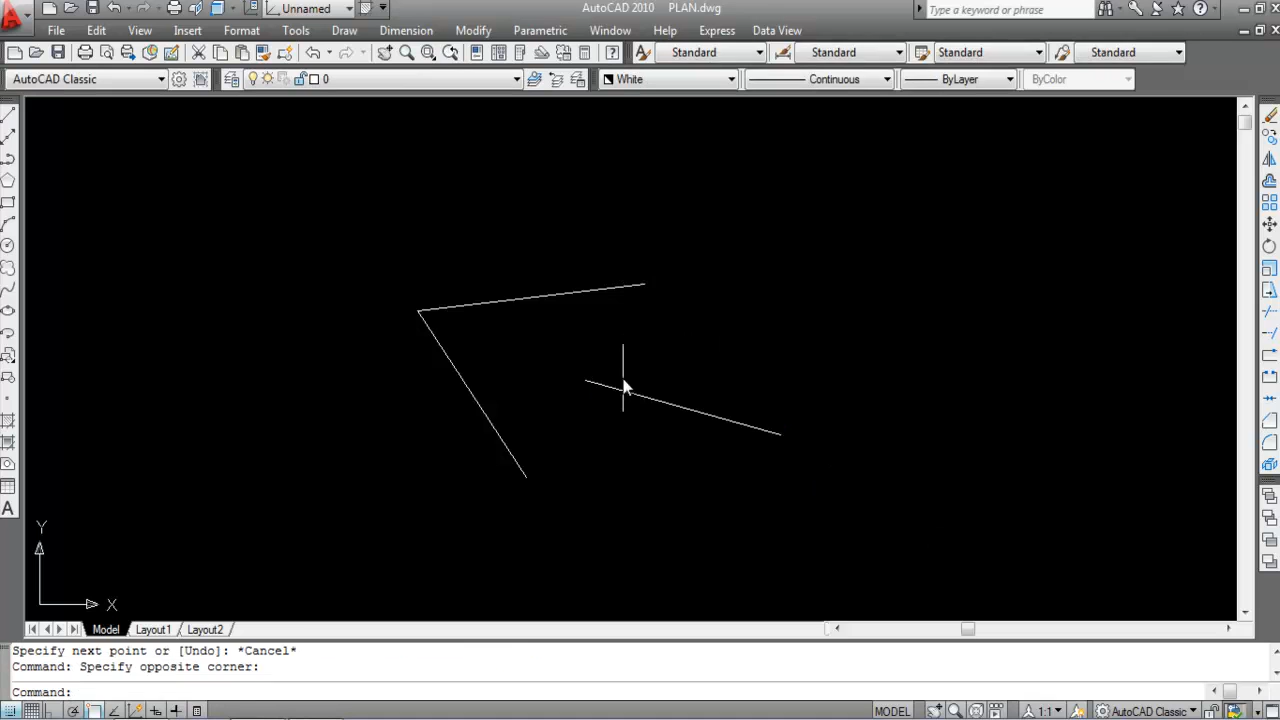 Unnamed AutoCAD 2010 PLAN.dwg Type a keyword or phrase
File Edit View Insert Format Tools Draw Dimension Modify Parametric Window Help Express Data View
Standard Standard Standard Standard
AutoCAD Classic 0 White Continuous ByLayer ByColor
A
Y
X
Model Layout1 Layout2
Specify next point or [Undo]: *Cancel*
Command: Specify opposite corner:
Command:
MODEL 1:1 AutoCAD Classic